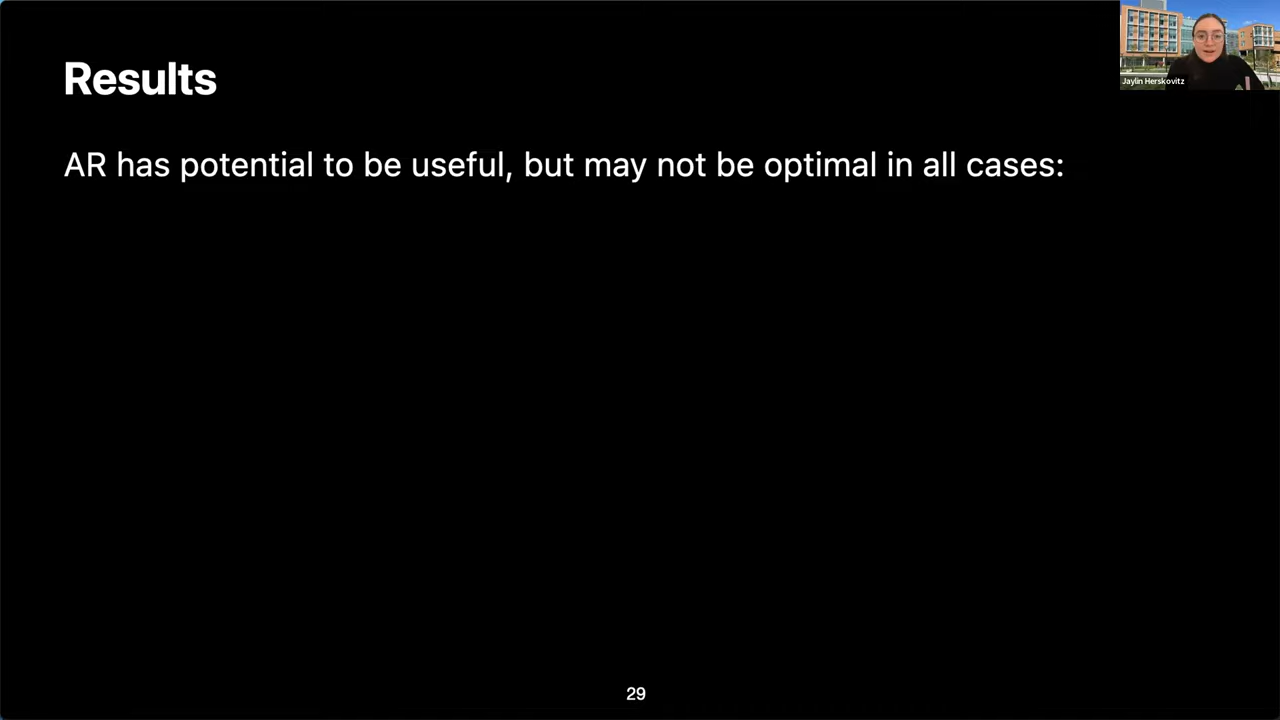 Results
Jaylin Herskovitz
AR has potential to be useful, but may not be optimal in all cases:
29